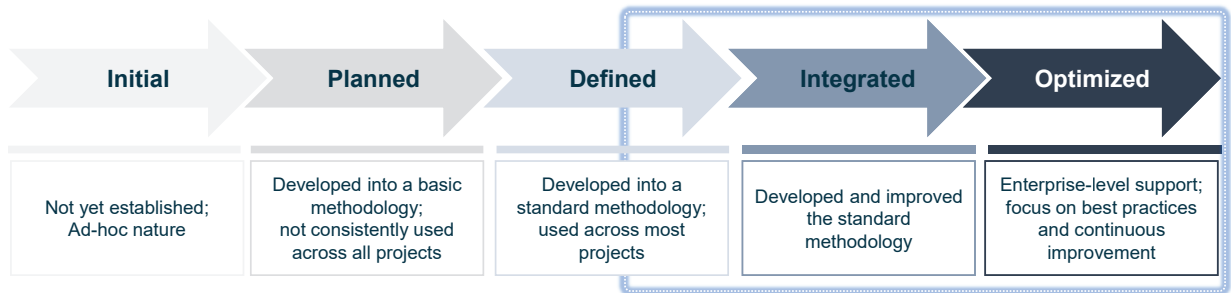 Initial
Planned
Defined
Integrated
Optimized
Not yet established;
Ad-hoc nature
Developed into a basic
methodology;
not consistently used
across all projects
Developed into a
standard methodology;
used across most
projects
Developed and improved
the standard
methodology
Enterprise-level support;
focus on best practices
and continuous
improvement